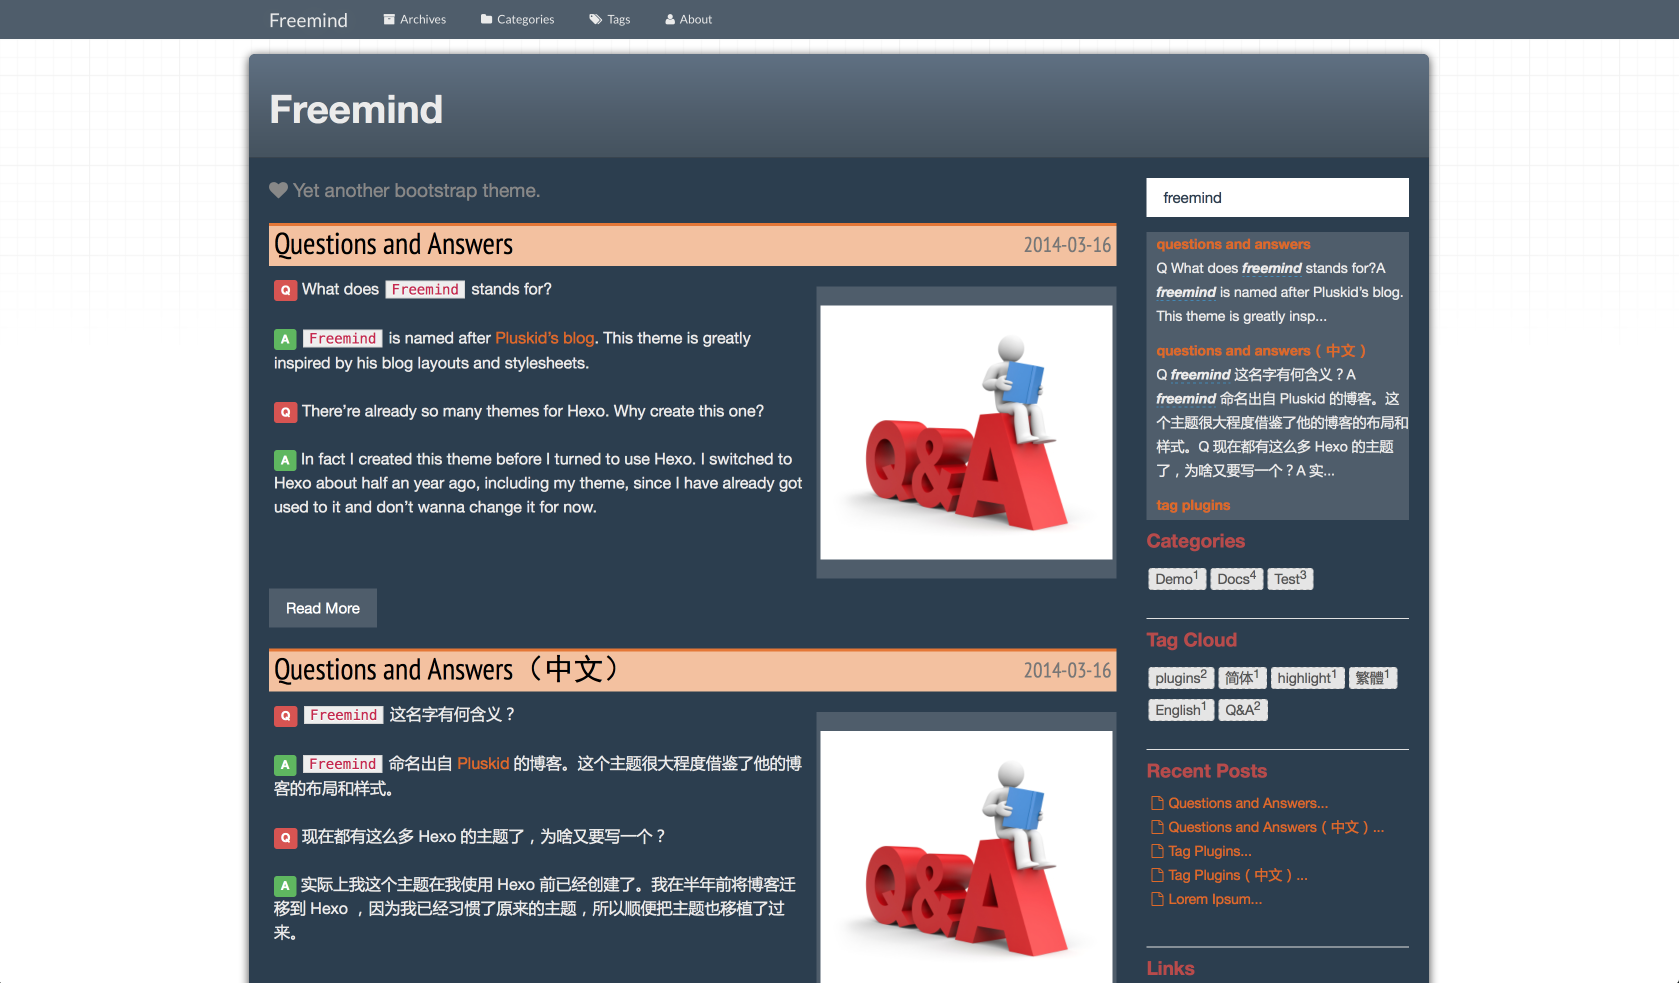 Freemind
Archives
Categories
Tags
About
Freemind
Yet another bootstrap theme.
Questions and Answers
2014-03-16
Q What does Freemind stands for?
A Freemind is named after Pluskid’s blog. This theme is greatly
inspired by his blog layouts and stylesheets.
Q There’re already so many themes for Hexo. Why create this one?
A In fact I created this theme before I turned to use Hexo. I switched to
Hexo about half an year ago, including my theme, since I have already got
used to it and don’t wanna change it for now.
Q&A
Read More
Questions and Answers（中文）
2014-03-16
Q Freemind 这名字有何含义？
A Freemind 命名出自 Pluskid 的博客。这个主题很大程度借鉴了他的博
客的布局和样式。
Q 现在都有这么多 Hexo 的主题了，为啥又要写一个？
A 实际上我这个主题在我使用 Hexo 前已经创建了。我在半年前将博客迁
移到 Hexo ，因为我已经习惯了原来的主题，所以顺便把主题也移植了过
来。
Q&A
freemind
questions and answers
Q What does freemind stands for?A
freemind is named after Pluskid’s blog.
This theme is greatly insp...
questions and answers（中文）
Q freemind 这名字有何含义？A
freemind 命名出自 Pluskid 的博客。这
个主题很大程度借鉴了他的博客的布局和
样式。Q 现在都有这么多 Hexo 的主题
了，为啥又要写一个？A 实...
tag plugins
Categories
Demo1 Docs4 Test3
Tag Cloud
plugins2 简体1 highlight1 繁體1
English1 Q&A2
Recent Posts
Questions and Answers...
Questions and Answers（中文）...
Tag Plugins...
Tag Plugins（中文）...
Lorem Ipsum...
Links